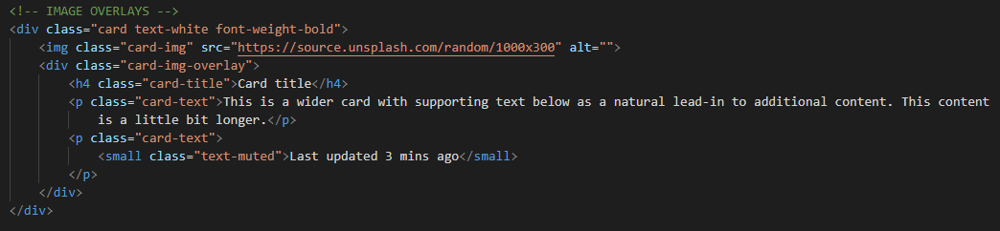 <!-- IMAGE OVERLAYS -->
<div class="card text-white font-weight-bold">
<img class="card-img" src="https://source.unsplash.com/random/1000x300" alt="">
<div class="card-img-overlay">
<h4 class="card-title">Card title</h4>
<p class="card-text">This is a wider card with supporting text below as a natural lead-in to additional content. This content
is a little bit longer.</p>
<p class="card-text">
<small class="text-muted">Last updated 3 mins ago</small>
</p>
</div>
</div>